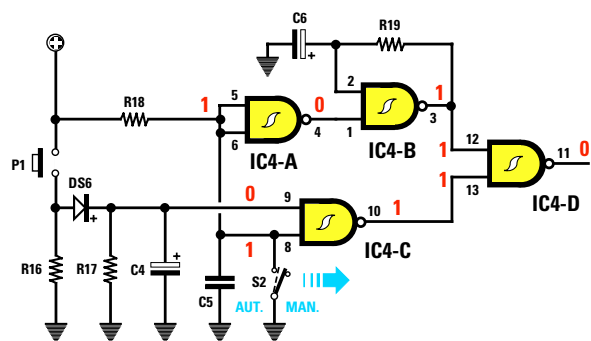 C6
+
R19
2
1
1
3
IC4-B
R18
1
5
6
0
4
IC4-A
P1
DS6
+
0
9
10
1
IC4-C
1
8
12
1
1
13
11
0
IC4-D
R16
R17
C4
+
C5
S2
AUT.
MAN.